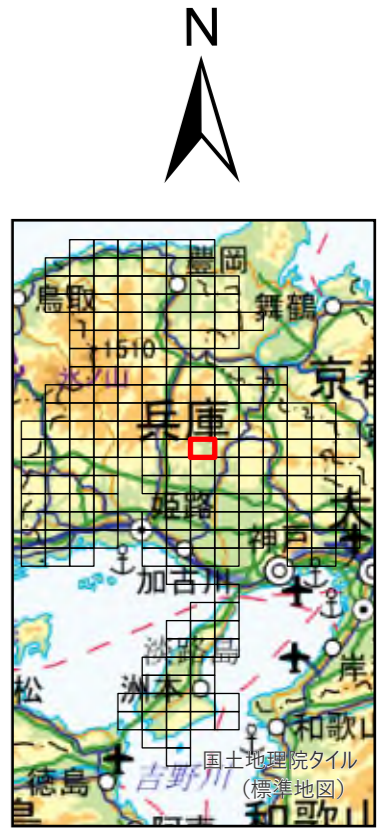 N
豊岡
鳥取
舞鶴
1510
氷ノ山
京都
兵庫
姫路
大
神戸
加古川
淡路島
岸
松
洲本
和歌山
国土地理院タイル
徳島
吉野川
(標準地図)
島
和歌山